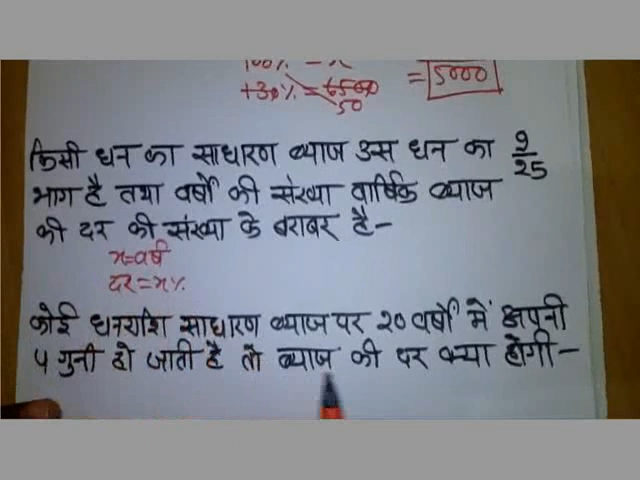 100% = x
+30% = 6500 = 5000
50
किसी धन का साधारण ब्याज उस धन का 9/25
भाग है तथा वर्षों की संख्या वार्षिक ब्याज
की दर की संख्या के बराबर है-
x=वर्ष
दर=x%
कोई धनराशि साधारण ब्याज पर 20 वर्षों में अपनी
5 गुनी हो जाती है तो ब्याज की दर क्या होगी-